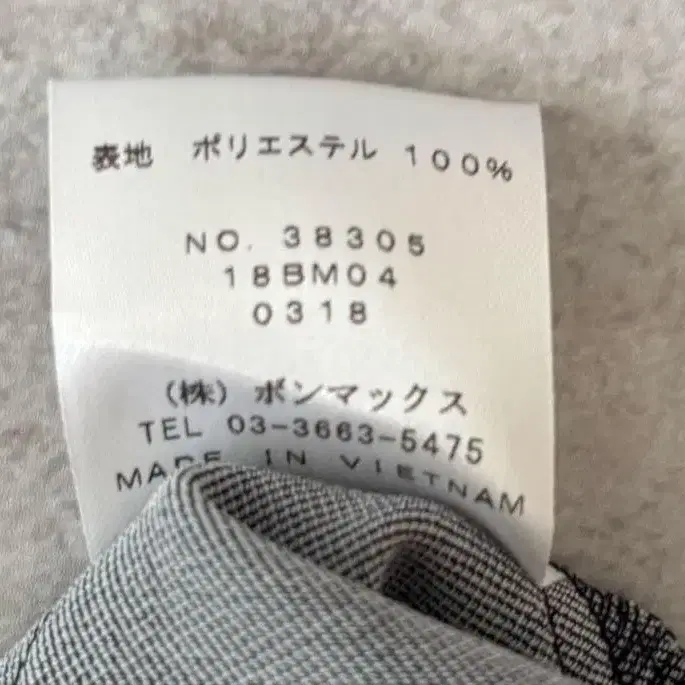 表地 ポリエステル 100%
NO. 38305
18BM04
0318
(株) ボンマックス
TEL 03-3663-5475
MADE IN VIETNAM